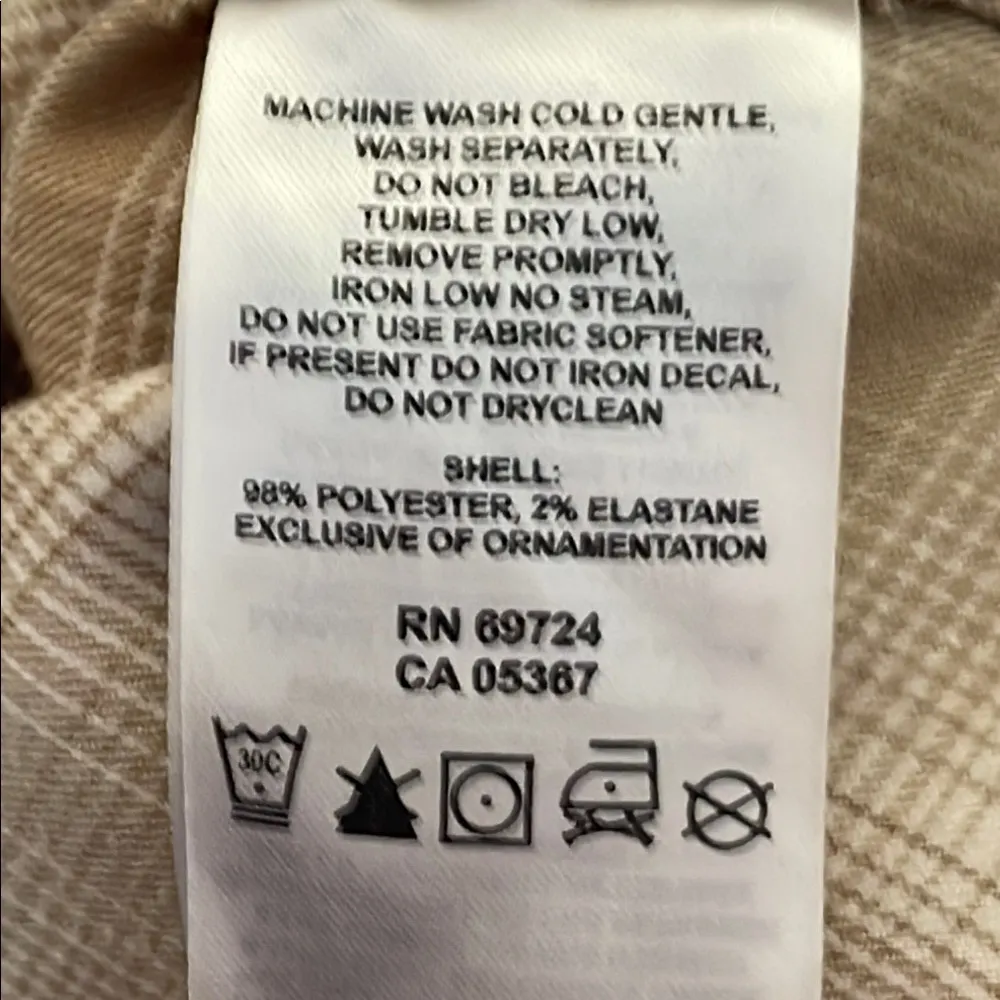 MACHINE WASH COLD GENTLE,
WASH SEPARATELY,
DO NOT BLEACH,
TUMBLE DRY LOW,
REMOVE PROMPTLY,
IRON LOW NO STEAM,
DO NOT USE FABRIC SOFTENER,
IF PRESENT DO NOT IRON DECAL,
DO NOT DRYCLEAN
SHELL:
98% POLYESTER, 2% ELASTANE
EXCLUSIVE OF ORNAMENTATION
RN 69724
CA 05367
30C